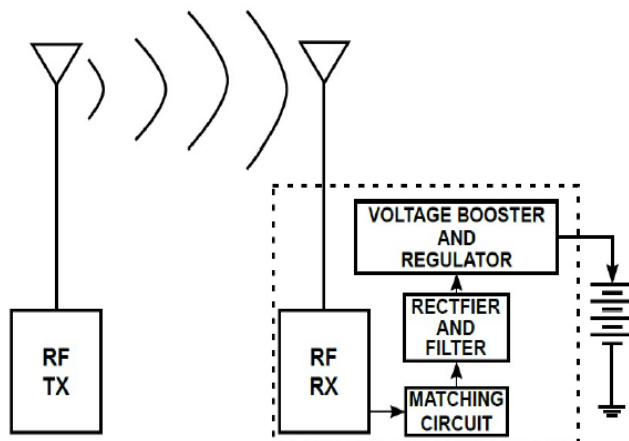 RF
TX
RF
RX
VOLTAGE BOOSTER
AND
REGULATOR
RECTFIER
AND
FILTER
MATCHING
CIRCUIT